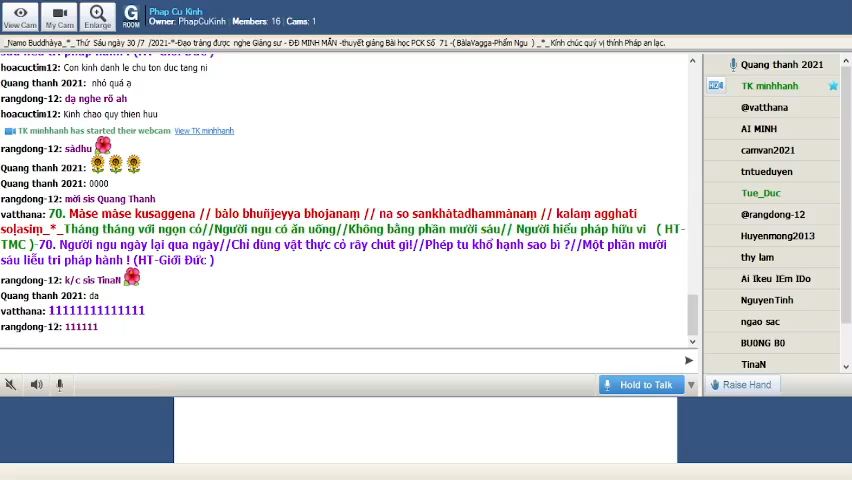 Phap Cu Kinh
Owner: PhapCuKinh | Members: 16 | Cams: 1
View Cam
My Cam
Enlarge
G
ROOM
_Namo Buddhàya_*_Thứ Sáu ngày 30/7 /2021-*-Đạo tràng được nghe Giảng sư - ĐĐ MINH MẪN -thuyết giảng Bài học PCK Số 71 -(BàlaVagga-Phẩm Ngu ) _*_Kính chúc quý vị thính Pháp an lạc.
hoacuctim12: Con kinh danh le chu ton duc tang ni
Quang thanh 2021: nhỏ quá ạ
rangdong-12: dạ nghe rõ ah
hoacuctim12: Kinh chao quy thien huu
TK minhhanh has started their webcam View TK minhhanh
rangdong-12: sàdhu
Quang thanh 2021:
Quang thanh 2021: 0000
rangdong-12: mời sis Quang Thanh
vatthana: 70. Màse màse kusaggena // bàlo bhuñjeyya bhojanaṃ // na so sankhàtadhammànaṃ // kalaṃ agghati
soḷasiṃ_*_Tháng tháng với ngọn cỏ//Người ngu có ăn uống//Không bằng phần mười sáu// Người hiểu pháp hữu vi ( HT-
TMC )-70. Người ngu ngày lại qua ngày//Chỉ dùng vật thực cỏ rây chút gì!//Phép tu khổ hạnh sao bì ?//Một phần mười
sáu liễu tri pháp hành ! (HT-Giới Đức )
rangdong-12: k/c sis TinaN
Quang thanh 2021: da
vatthana: 11111111111111
rangdong-12: 111111
Hold to Talk
Quang thanh 2021
TK minhhanh
@vatthana
AI MINH
camvan2021
tntueduyen
Tue_Duc
@rangdong-12
Huyenmong2013
thy lam
Ai Ikeu IEm IDo
NguyenTinh
ngao sac
BU0NG B0
TinaN
Raise Hand